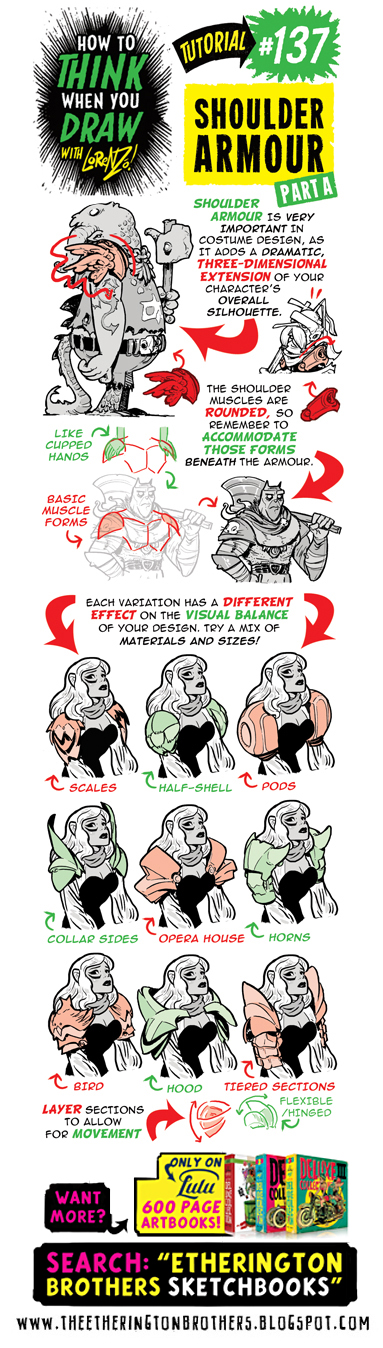 HOW TO
THINK
WHEN YOU
DRAW
WITH LORENZO!
TUTORIAL
#137
SHOULDER
ARMOUR
PART A
SHOULDER
ARMOUR IS VERY
IMPORTANT IN
COSTUME DESIGN, AS
IT ADDS A DRAMATIC,
THREE-DIMENSIONAL
EXTENSION OF YOUR
CHARACTER'S
OVERALL
SILHOUETTE.
THE SHOULDER
MUSCLES ARE
ROUNDED, SO
REMEMBER TO
ACCOMMODATE
THOSE FORMS
BENEATH THE ARMOUR.
LIKE
CUPPED
HANDS
BASIC
MUSCLE
FORMS
EACH VARIATION HAS A DIFFERENT
EFFECT ON THE VISUAL BALANCE
OF YOUR DESIGN. TRY A MIX OF
MATERIALS AND SIZES!
SCALES
HALF-SHELL
PODS
COLLAR SIDES
OPERA HOUSE
HORNS
BIRD
HOOD
TIERED SECTIONS
LAYER SECTIONS
TO ALLOW
FOR MOVEMENT
FLEXIBLE
/HINGED
WANT
MORE?
ONLY ON
Lulu
600 PAGE
ARTBOOKS!
SEARCH: "ETHERINGTON
BROTHERS SKETCHBOOKS"
WWW.THEETHERINGTONBROTHERS.BLOGSPOT.COM